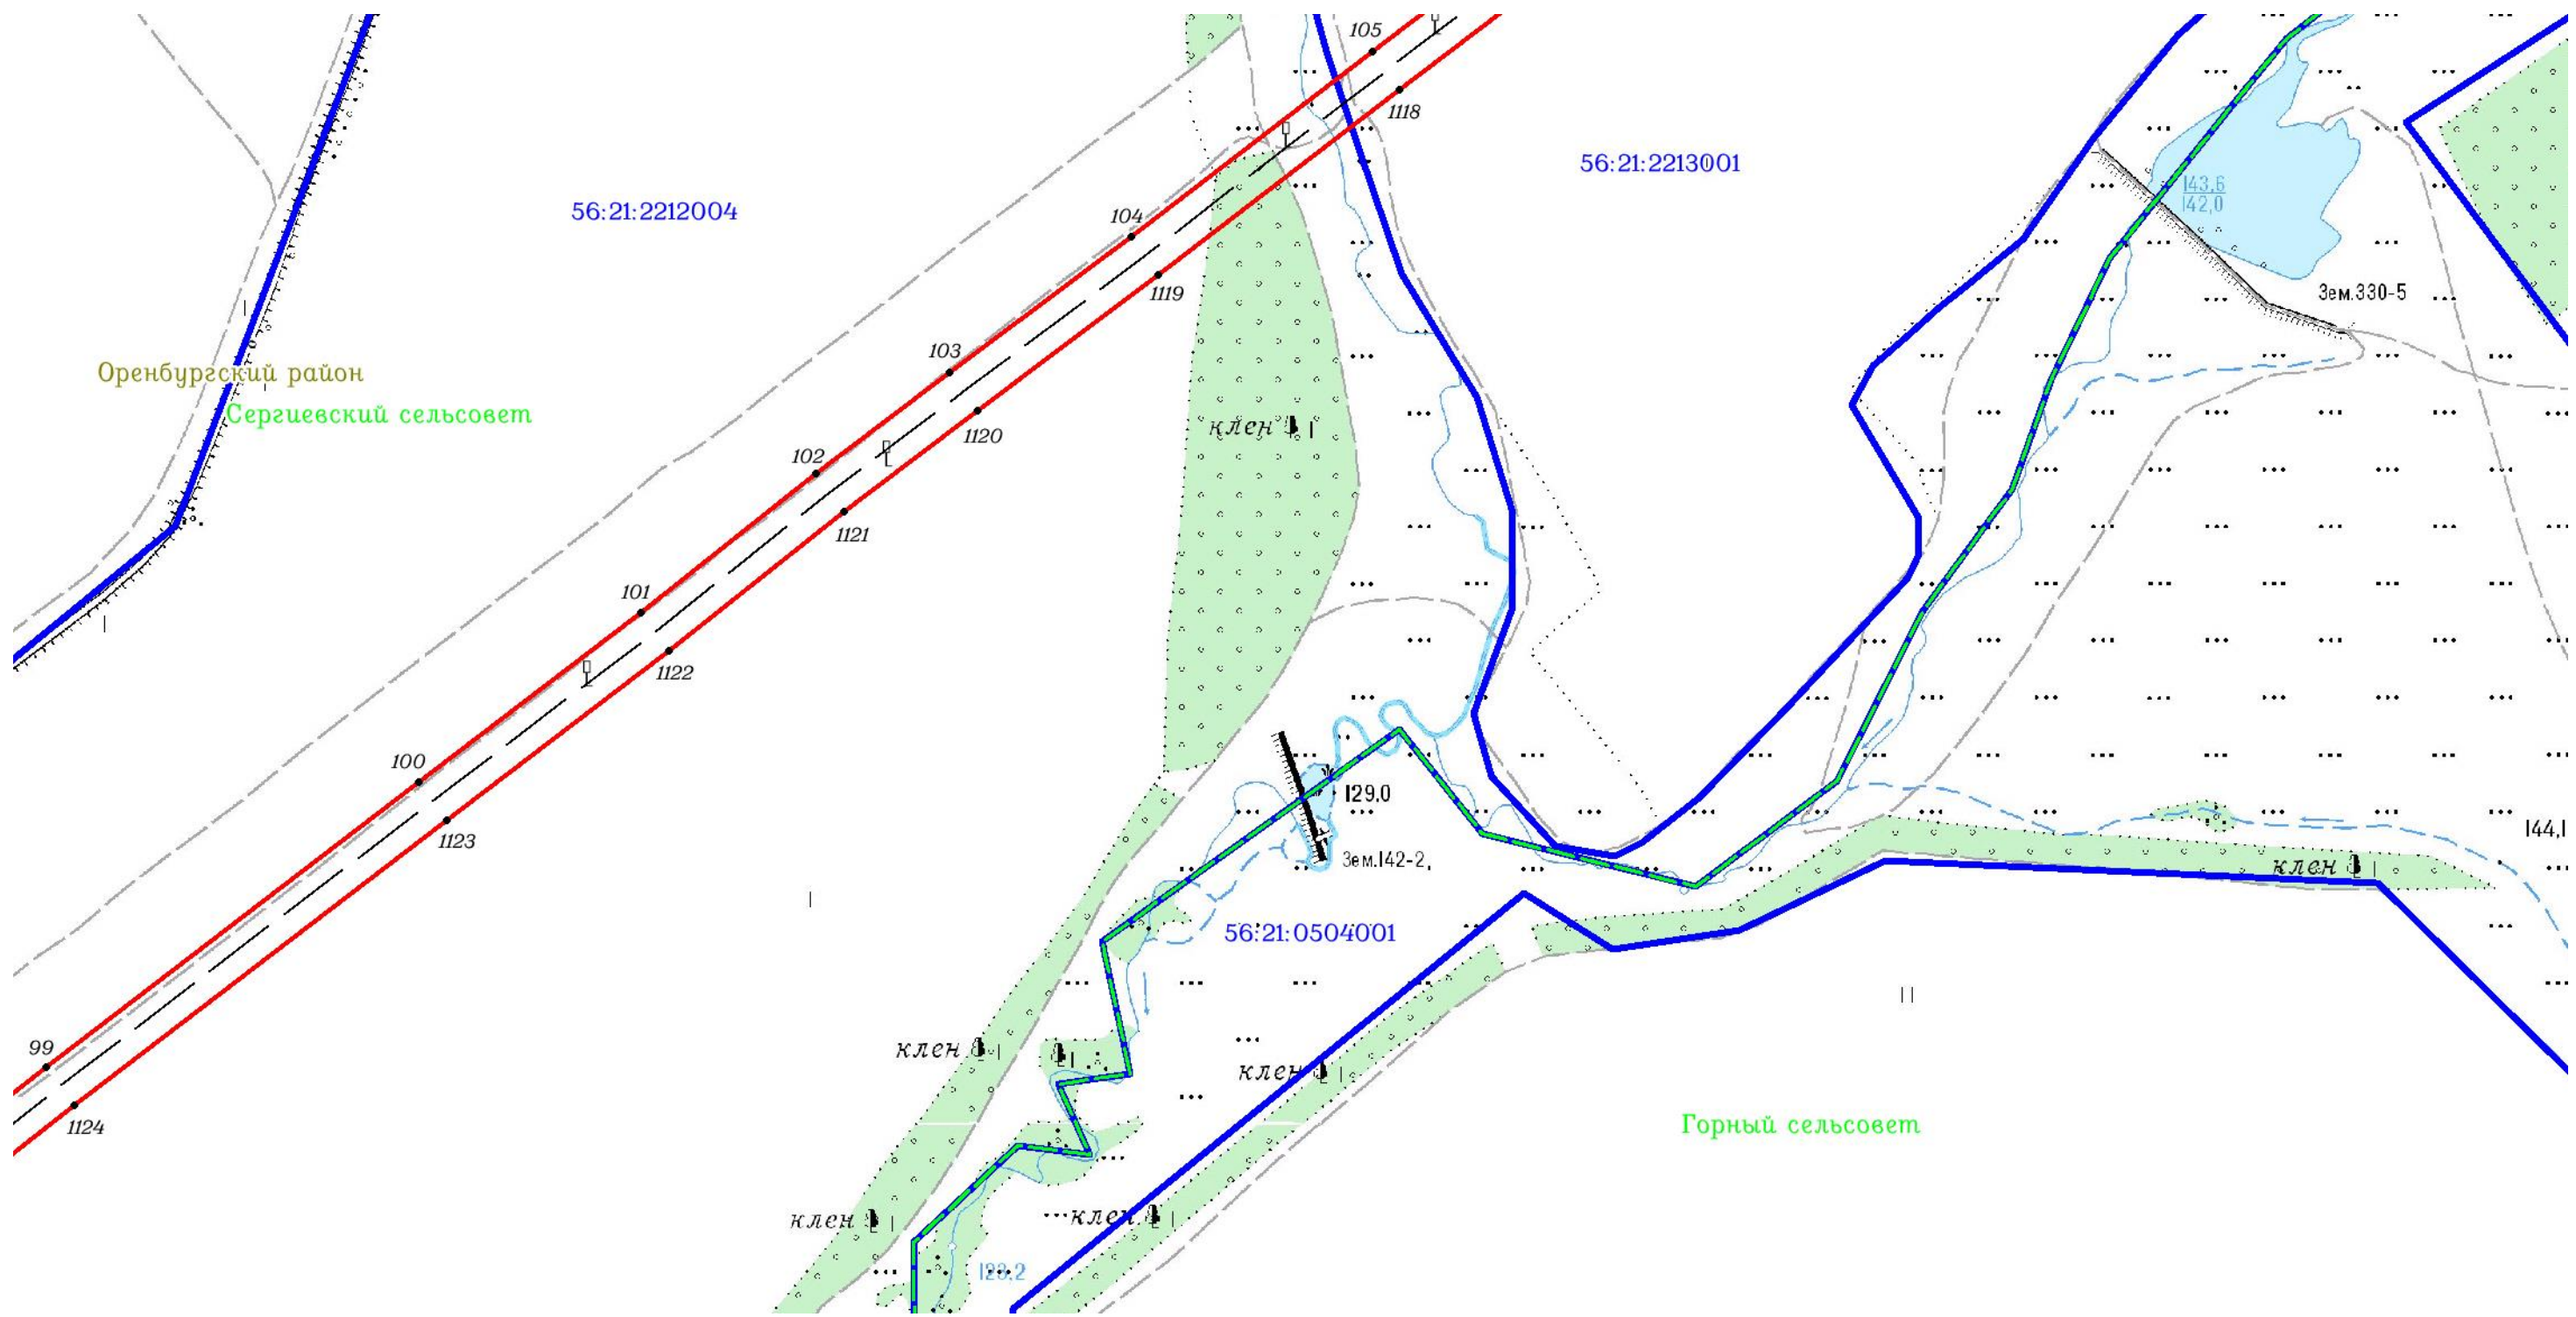 105
1118
56:21:2213001
143,6
142,0
56:21:2212004
104
1119
Зем.330-5
103
Оренбургский район
Сергиевский сельсовет
клен
1120
102
1121
101
1122
100
129.0
1123
144,1
Зем.142-2,
клен
56:21:0504001
99
клен
клен
1124
Горный сельсовет
клен
клен
123,2